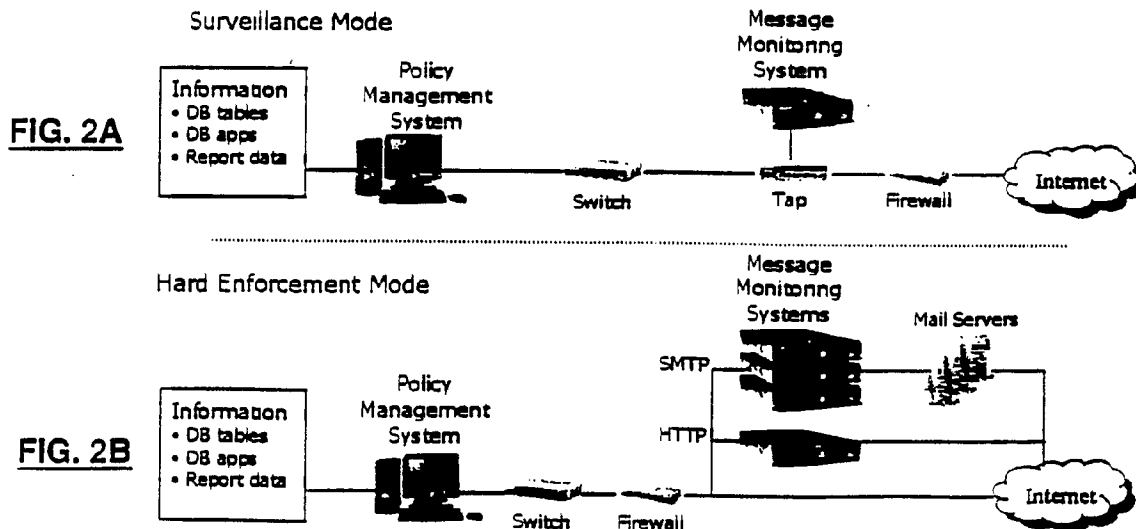 Surveillance Mode
Message
Monitoring
System
Information
• DB tables
• DB apps
• Report data
Policy
Management
System
FIG. 2A
Switch
Tap
Firewall
Internet
Hard Enforcement Mode
Message
Monitoring
Systems
Mail Servers
SMTP
HTTP
Information
• DB tables
• DB apps
• Report data
Policy
Management
System
FIG. 2B
Switch
Firewall
Internet